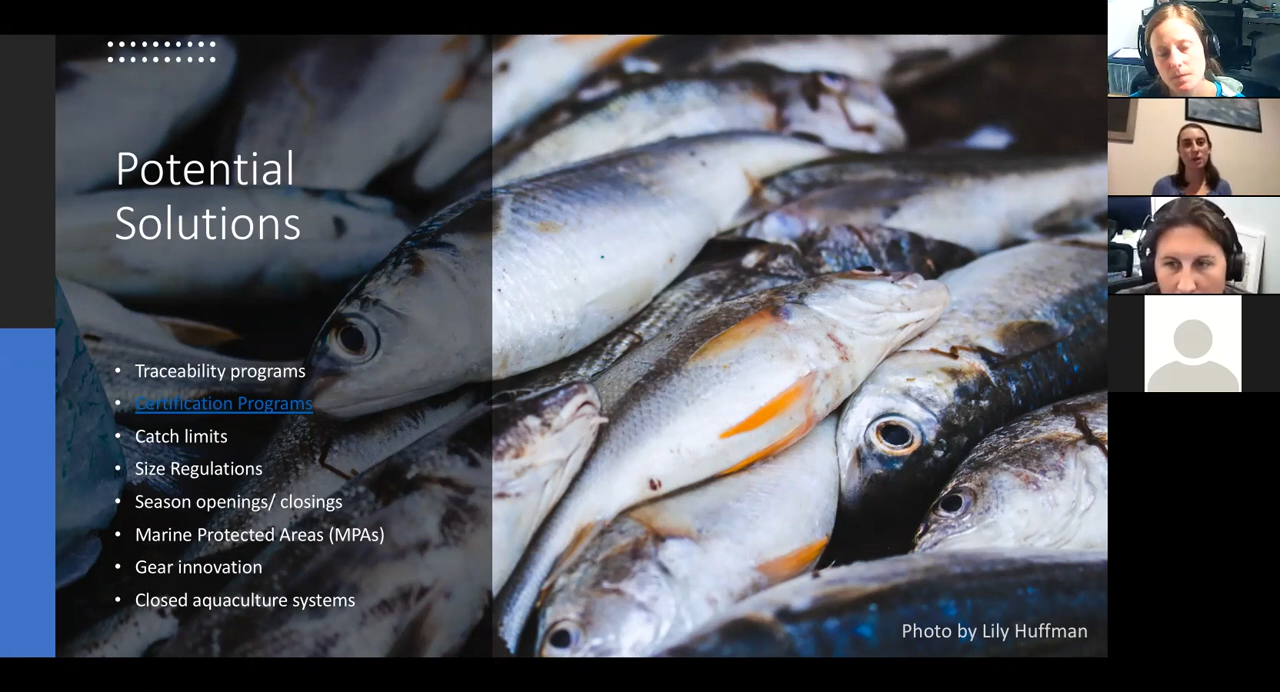 Potential
Solutions
• Traceability programs
• Certification Programs
• Catch limits
• Size Regulations
• Season openings/ closings
• Marine Protected Areas (MPAs)
• Gear innovation
• Closed aquaculture systems
Photo by Lily Huffman